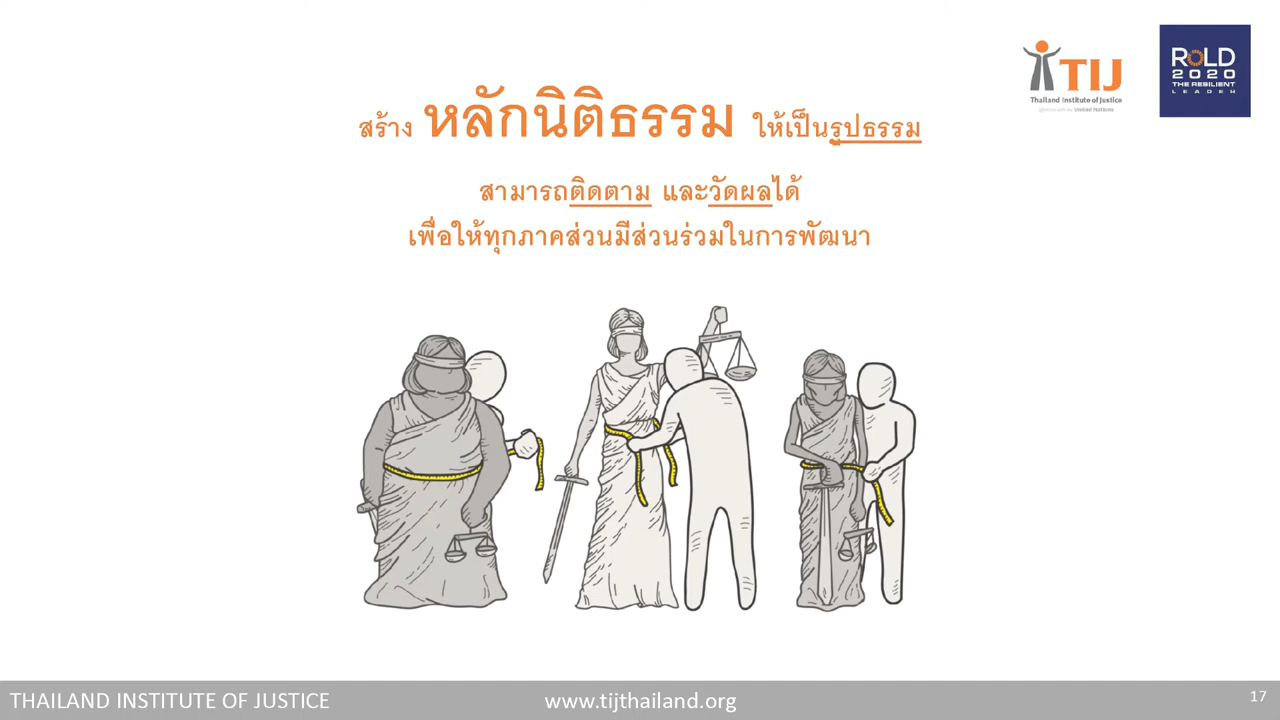 สร้าง หลักนิติธรรม ให้เป็นรูปธรรม
สามารถติดตาม และวัดผลได้
เพื่อให้ทุกภาคส่วนมีส่วนร่วมในการพัฒนา
TIJ
Thailand Institute of Justice
United Nations
RoLD
2020
THE RESILIENT
LEADER
THAILAND INSTITUTE OF JUSTICE
www.tijthailand.org
17